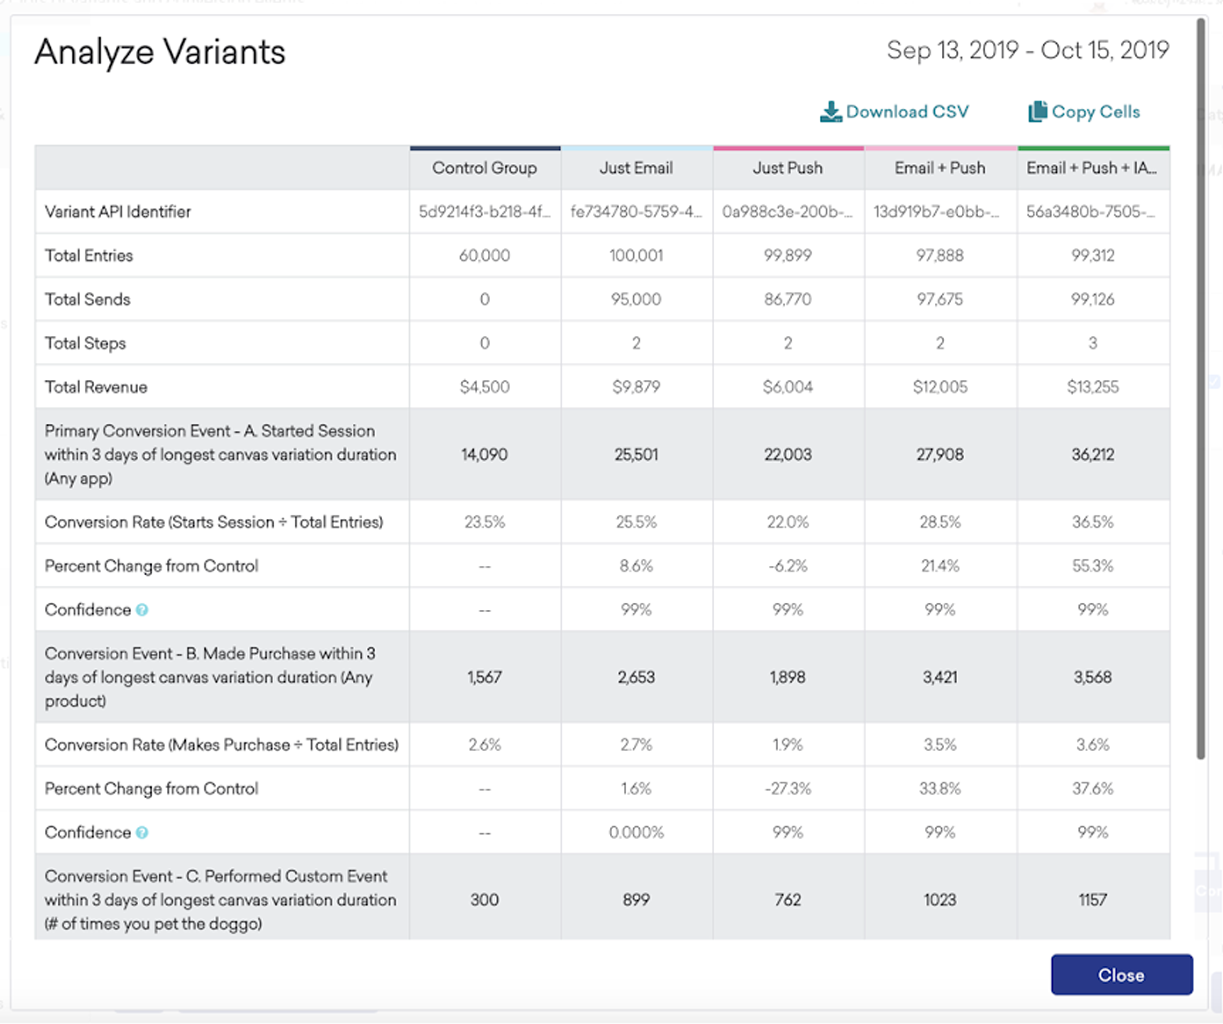 Analyze Variants
Sep 13, 2019 - Oct 15, 2019
Download CSV Copy Cells
Control Group Just Email Just Push Email + Push Email + Push + IA...
Variant API Identifier 5d9214f3-b218-4f... fe734780-5759-4... 0a988c3e-200b-... 13d919b7-e0bb-... 56a3480b-7505-...
Total Entries 60,000 100,001 99,899 97,888 99,312
Total Sends 0 95,000 86,770 97,675 99,126
Total Steps 0 2 2 2 3
Total Revenue $4,500 $9,879 $6,004 $12,005 $13,255
Primary Conversion Event - A. Started Session
within 3 days of longest canvas variation duration
(Any app)
14,090 25,501 22,003 27,908 36,212
Conversion Rate (Starts Session ÷ Total Entries) 23.5% 25.5% 22.0% 28.5% 36.5%
Percent Change from Control -- 8.6% -6.2% 21.4% 55.3%
Confidence ? -- 99% 99% 99% 99%
Conversion Event - B. Made Purchase within 3
days of longest canvas variation duration (Any
product)
1,567 2,653 1,898 3,421 3,568
Conversion Rate (Makes Purchase ÷ Total Entries) 2.6% 2.7% 1.9% 3.5% 3.6%
Percent Change from Control -- 1.6% -27.3% 33.8% 37.6%
Confidence ? -- 0.000% 99% 99% 99%
Conversion Event - C. Performed Custom Event
within 3 days of longest canvas variation duration
(# of times you pet the doggo)
300 899 762 1023 1157
Close